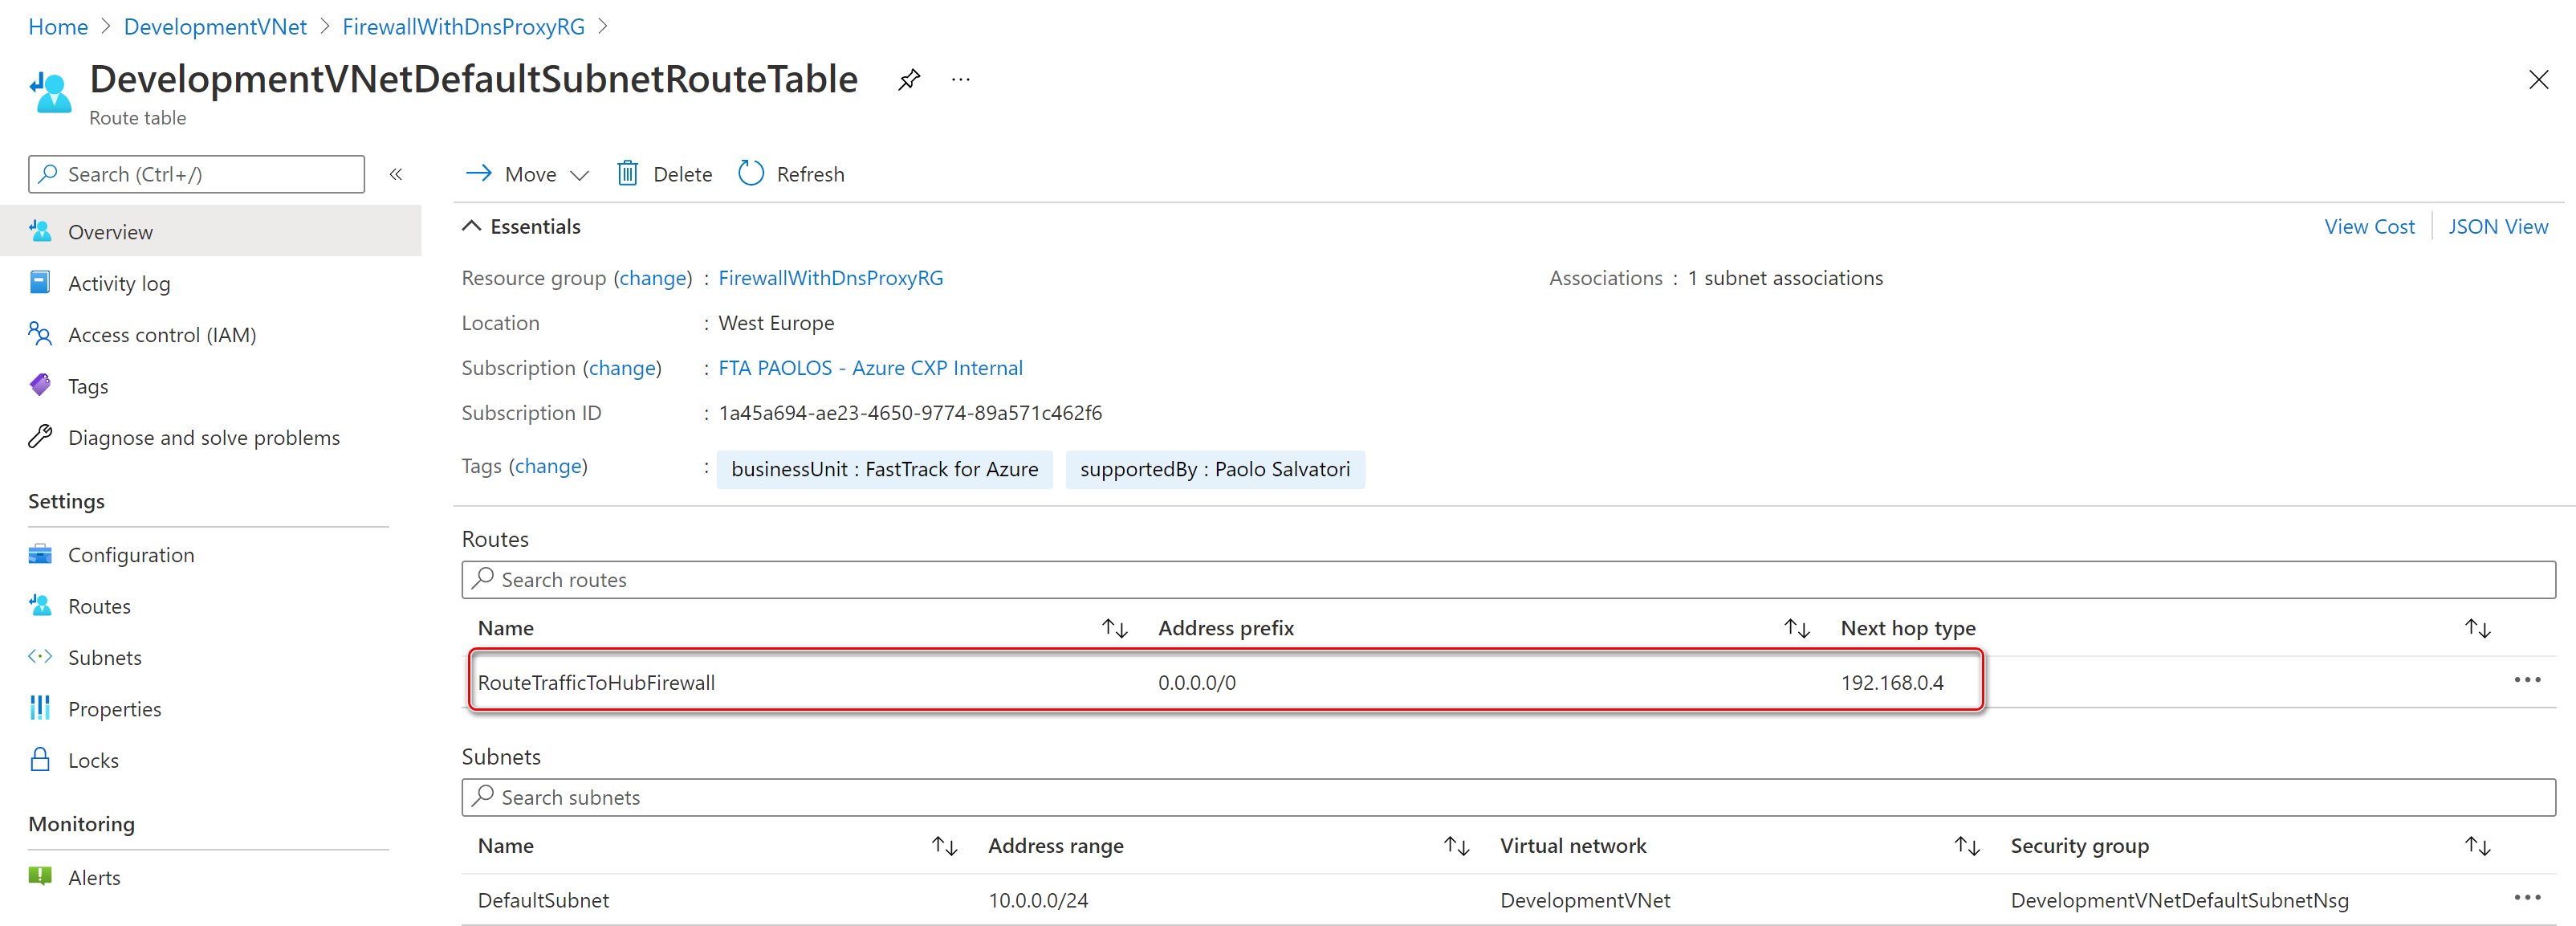 Home > DevelopmentVNet > FirewallWithDnsProxyRG >
DevelopmentVNetDefaultSubnetRouteTable ...
Route table
Search (Ctrl+/) «
Move Delete Refresh
Overview
Activity log
Access control (IAM)
Tags
Diagnose and solve problems
Settings
Configuration
Routes
Subnets
Properties
Locks
Monitoring
Alerts
Essentials
View Cost | JSON View
Resource group (change) : FirewallWithDnsProxyRG
Associations : 1 subnet associations
Location : West Europe
Subscription (change) : FTA PAOLOS - Azure CXP Internal
Subscription ID : 1a45a694-ae23-4650-9774-89a571c462f6
Tags (change) : businessUnit : FastTrack for Azure supportedBy : Paolo Salvatori
Routes
Search routes
Name Address prefix Next hop type
RouteTrafficToHubFirewall 0.0.0.0/0 192.168.0.4 ...
Subnets
Search subnets
Name Address range Virtual network Security group
DefaultSubnet 10.0.0.0/24 DevelopmentVNet DevelopmentVNetDefaultSubnetNsg ...